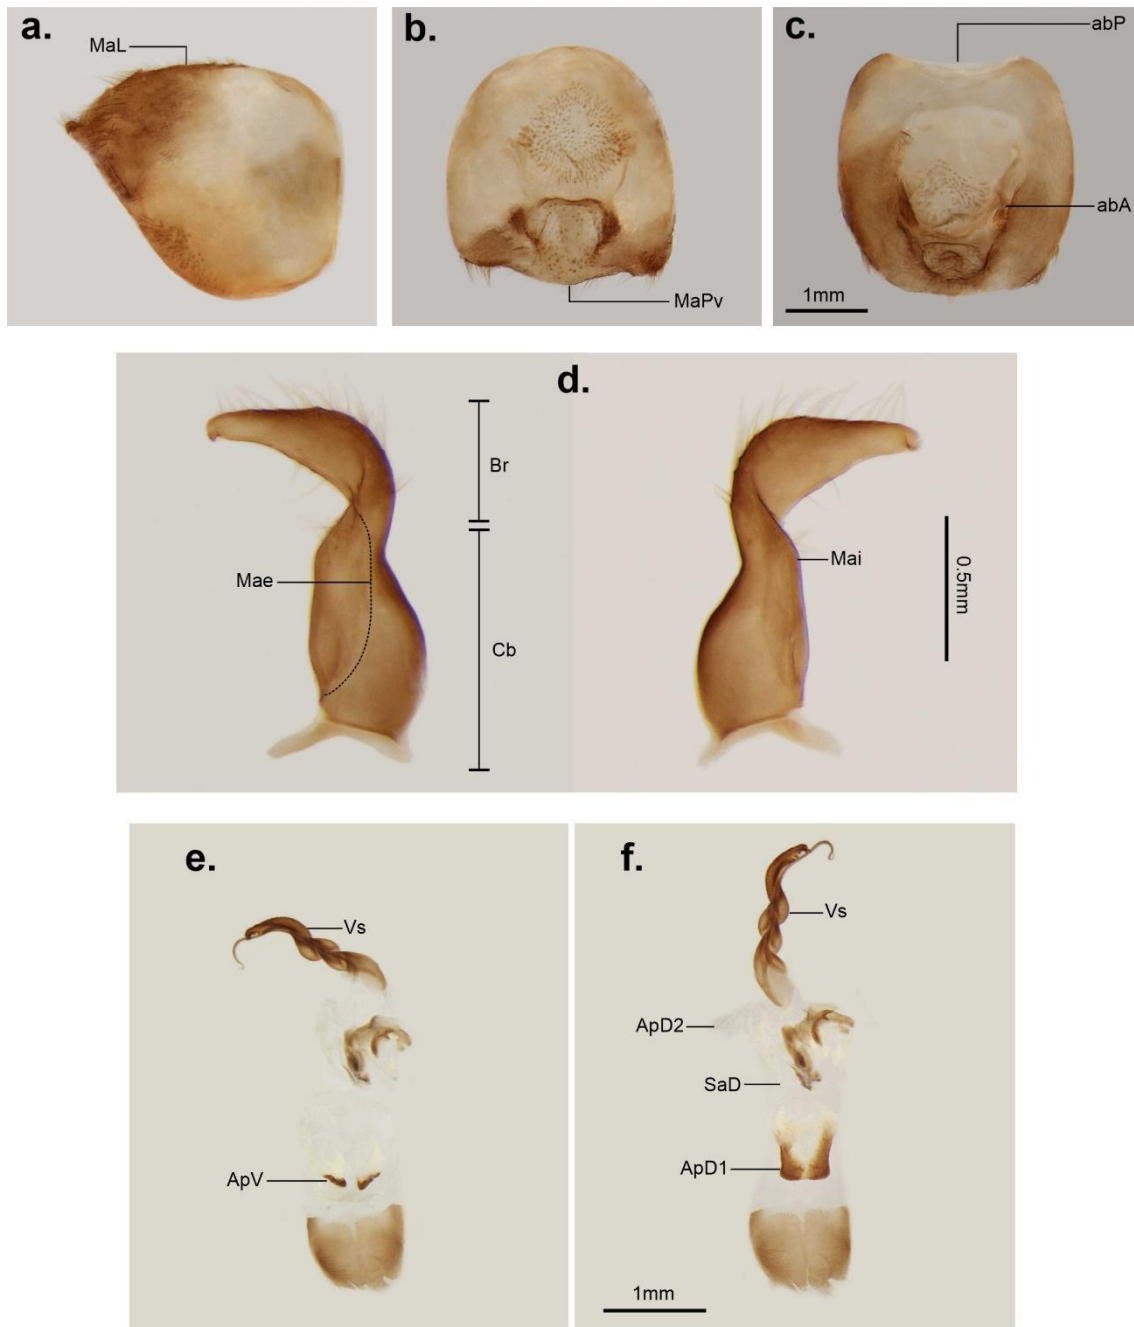 a.
MaL
b.
MaPv
c.
abP
abA
1mm
d.
Br
Mae
Cb
Mai
0.5mm
e.
Vs
ApV
f.
Vs
ApD2
SaD
ApD1
1mm